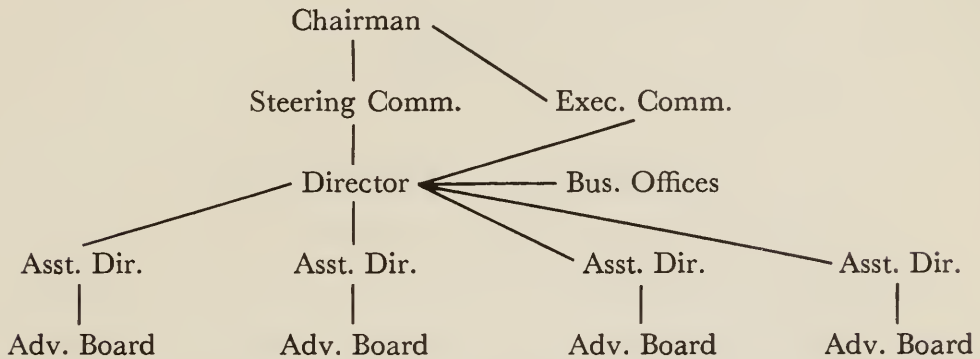 Chairman
Steering Comm. Exec. Comm.
Director Bus. Offices
Asst. Dir. Asst. Dir. Asst. Dir. Asst. Dir.
Adv. Board Adv. Board Adv. Board Adv. Board